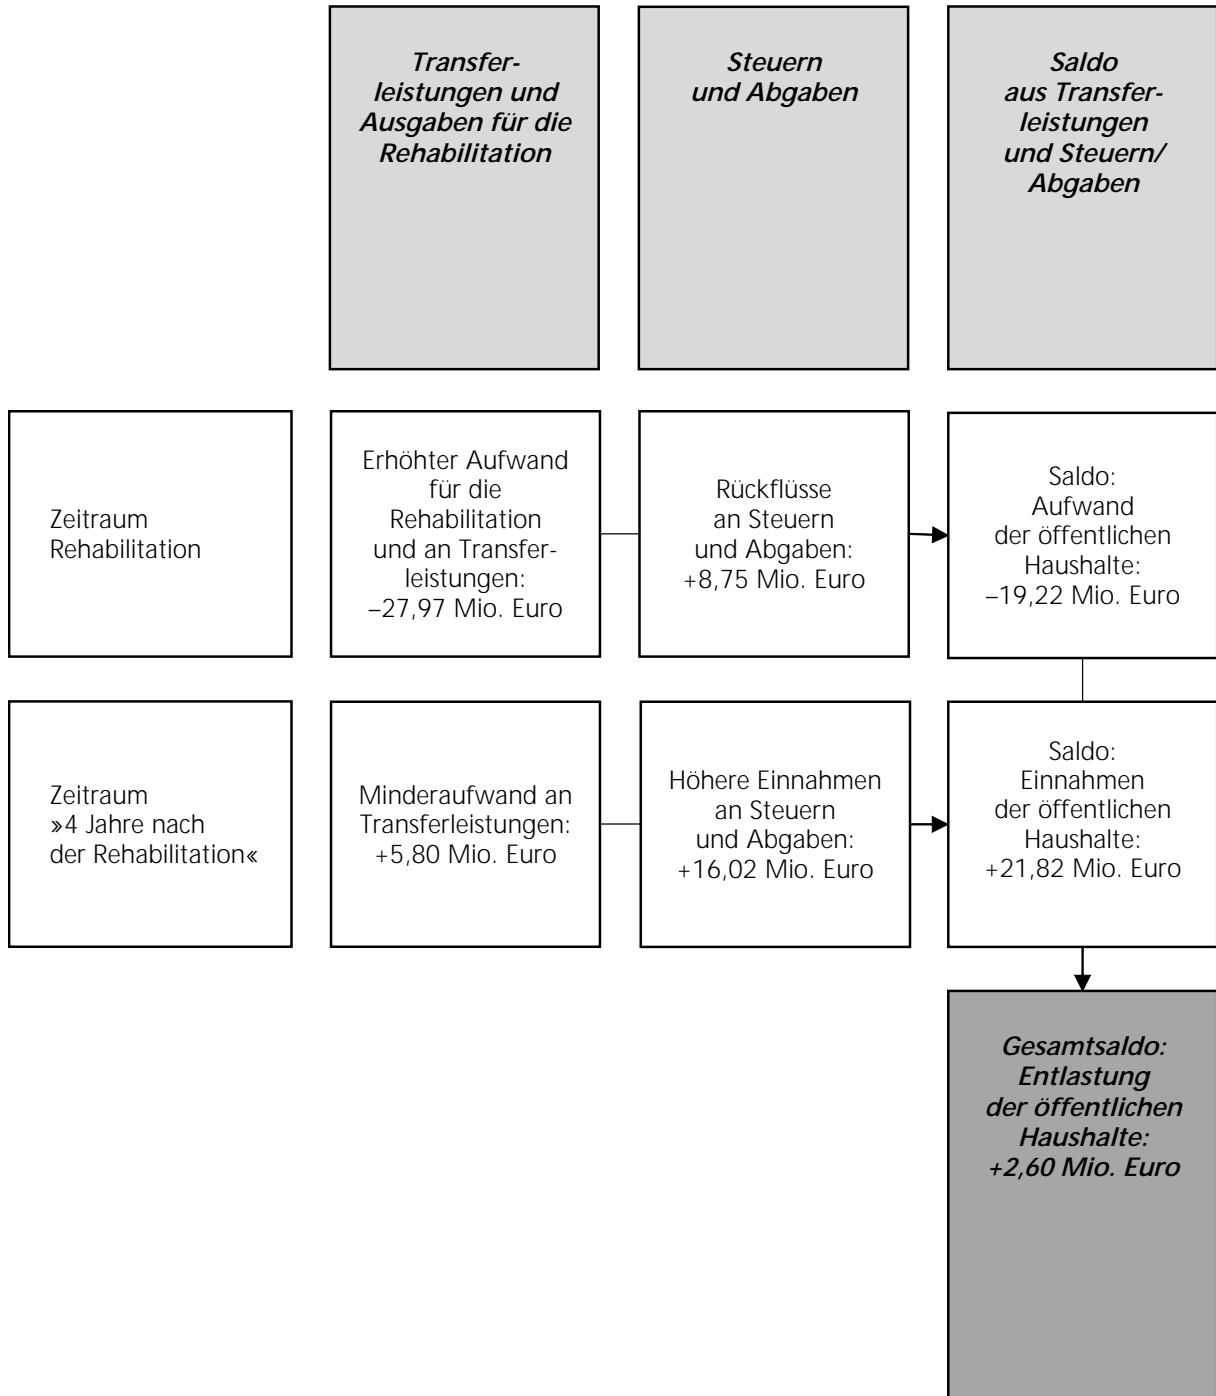 Transfer-
leistungen und
Ausgaben für die
Rehabilitation
Steuern
und Abgaben
Saldo
aus Transfer-
leistungen
und Steuern/
Abgaben
Zeitraum
Rehabilitation
Erhöhter Aufwand
für die
Rehabilitation
und an Transfer-
leistungen:
–27,97 Mio. Euro
Rückflüsse
an Steuern
und Abgaben:
+8,75 Mio. Euro
Saldo:
Aufwand
der öffentlichen
Haushalte:
–19,22 Mio. Euro
Zeitraum
»4 Jahre nach
der Rehabilitation«
Minderaufwand an
Transferleistungen:
+5,80 Mio. Euro
Höhere Einnahmen
an Steuern
und Abgaben:
+16,02 Mio. Euro
Saldo:
Einnahmen
der öffentlichen
Haushalte:
+21,82 Mio. Euro
Gesamtsaldo:
Entlastung
der öffentlichen
Haushalte:
+2,60 Mio. Euro